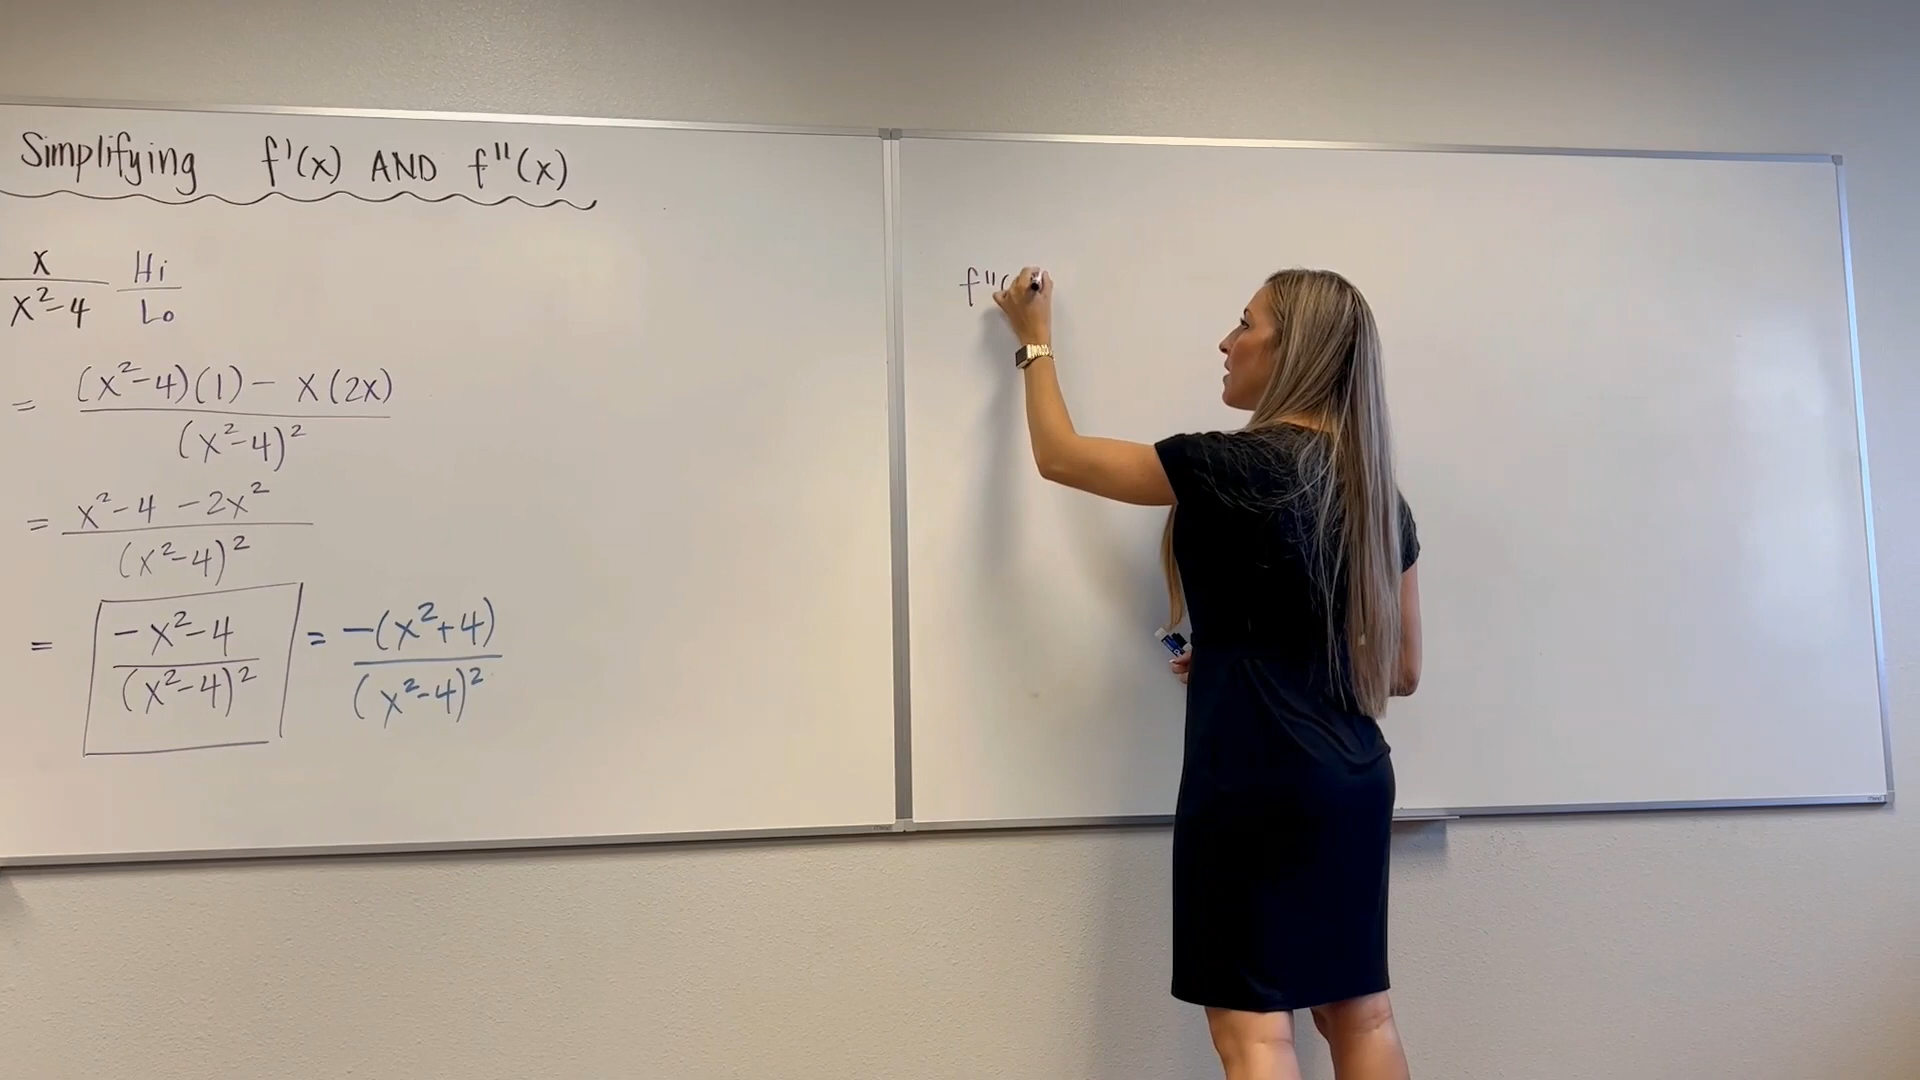 Simplifying f'(x) AND f"(x)
x Hi
x²-4 Lo
= (x²-4)(1) - x(2x)
(x²-4)²
= x²-4 -2x²
(x²-4)²
= -x²-4 = -(x²+4)
(x²-4)² (x²-4)²
f"(